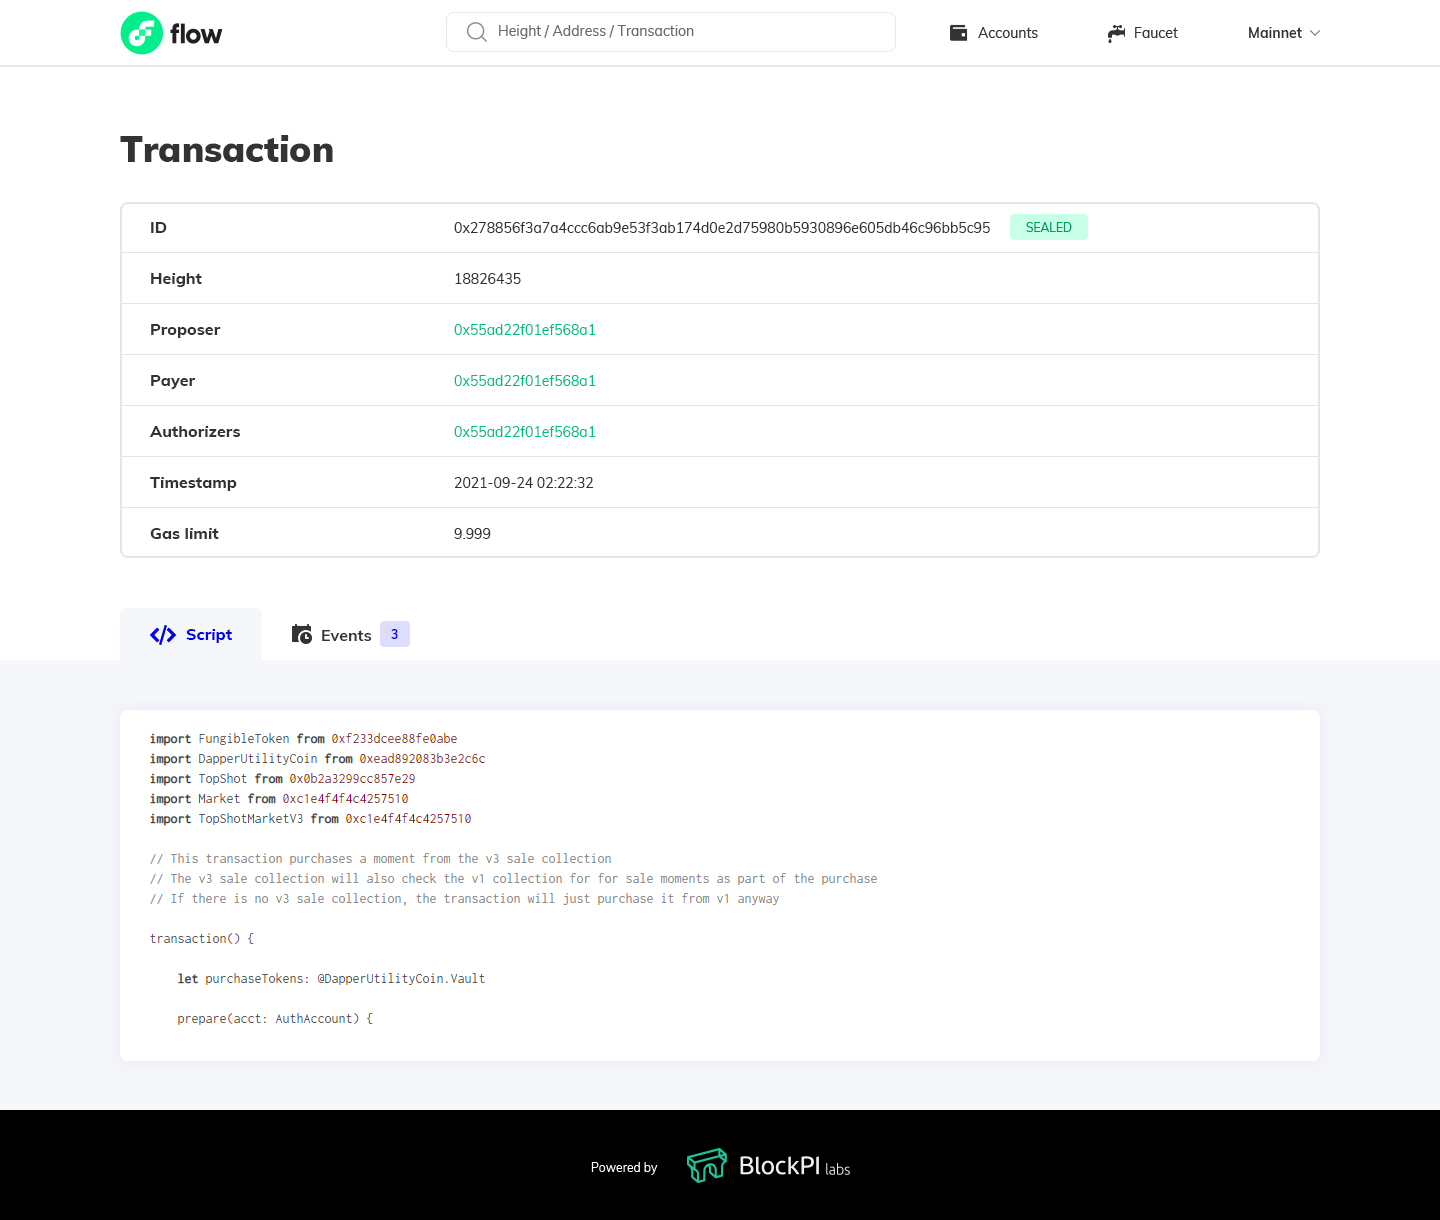 flow
Height / Address / Transaction
Accounts
Faucet
Mainnet
Transaction
ID 0x278856f3a7a4ccc6ab9e53f3ab174d0e2d75980b5930896e605db46c96bb5c95 SEALED
Height 18826435
Proposer 0x55ad22f01ef568a1
Payer 0x55ad22f01ef568a1
Authorizers 0x55ad22f01ef568a1
Timestamp 2021-09-24 02:22:32
Gas limit 9.999
</> Script
Events 3
import FungibleToken from 0xf233dcee88fe0abe
import DapperUtilityCoin from 0xead892083b3e2c6c
import TopShot from 0x0b2a3299cc857e29
import Market from 0xc1e4f4f4c4257510
import TopShotMarketV3 from 0xc1e4f4f4c4257510
// This transaction purchases a moment from the v3 sale collection
// The v3 sale collection will also check the v1 collection for for sale moments as part of the purchase
// If there is no v3 sale collection, the transaction will just purchase it from v1 anyway
transaction() {
let purchaseTokens: @DapperUtilityCoin.Vault
prepare(acct: AuthAccount) {
Powered by BlockPI labs